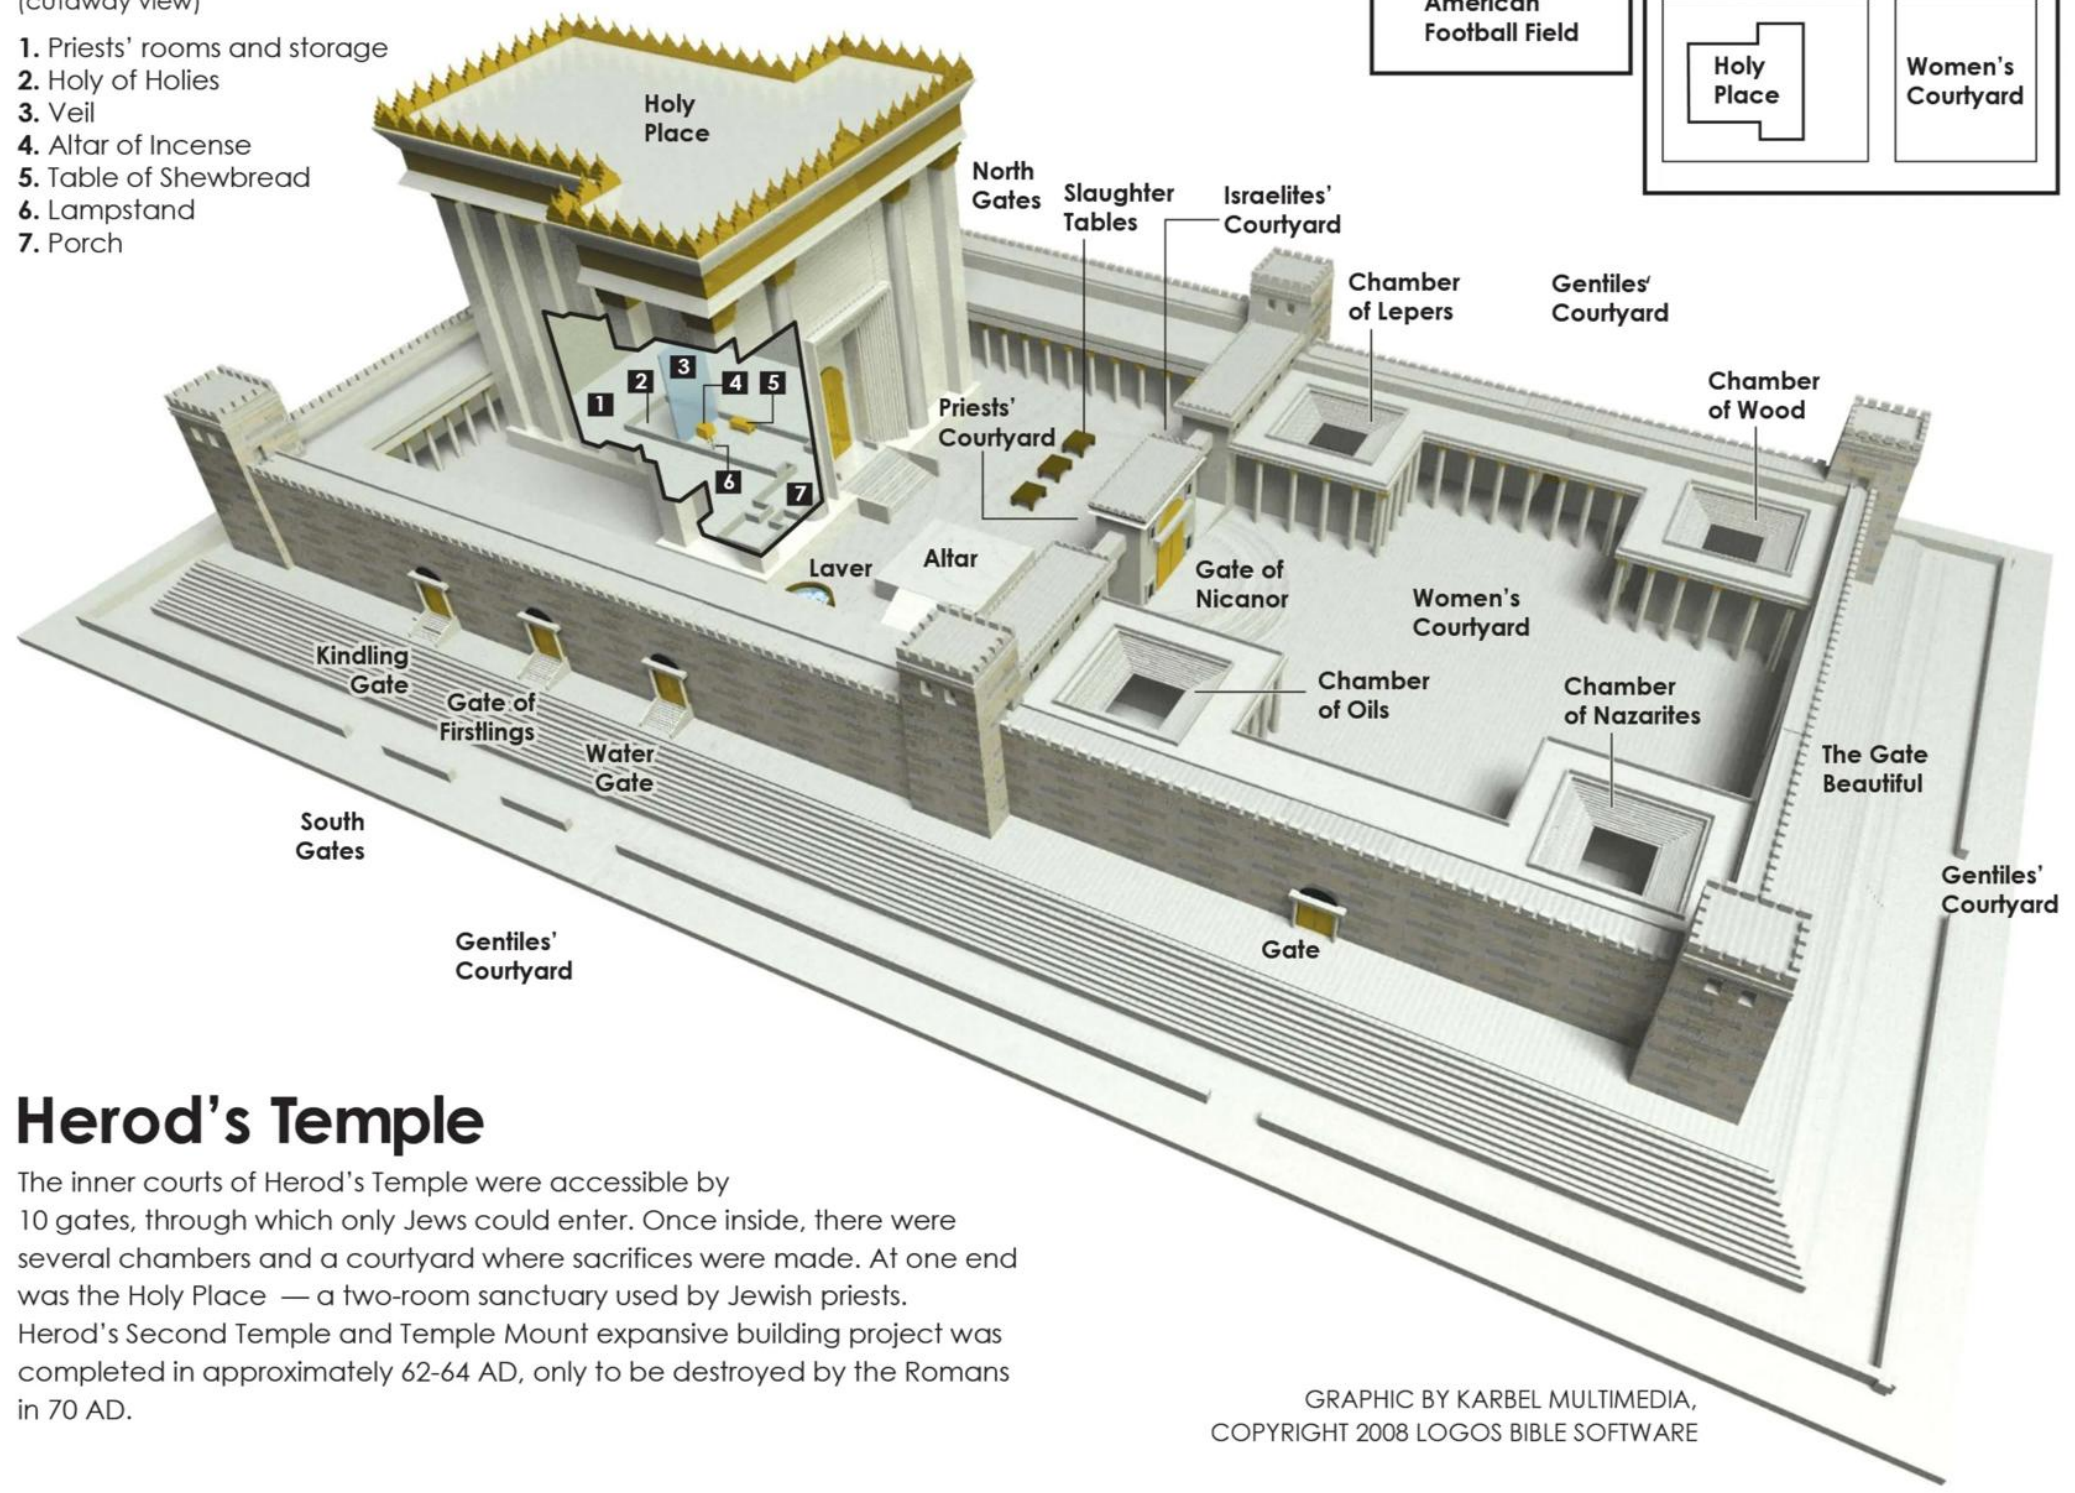 (cutaway view)
1. Priests' rooms and storage
2. Holy of Holies
3. Veil
4. Altar of Incense
5. Table of Shewbread
6. Lampstand
7. Porch
American
Football Field
Holy
Place
Women's
Courtyard
Holy
Place
North
Gates
Slaughter
Tables
Israelites'
Courtyard
Chamber
of Lepers
Gentiles'
Courtyard
Chamber
of Wood
Priests'
Courtyard
1
2
3
4
5
6
7
Laver
Altar
Gate of
Nicanor
Women's
Courtyard
Kindling
Gate
Gate of
Firstlings
Water
Gate
Chamber
of Oils
Chamber
of Nazarites
The Gate
Beautiful
South
Gates
Gentiles'
Courtyard
Gentiles'
Courtyard
Gate
Herod's Temple
The inner courts of Herod's Temple were accessible by
10 gates, through which only Jews could enter. Once inside, there were
several chambers and a courtyard where sacrifices were made. At one end
was the Holy Place — a two-room sanctuary used by Jewish priests.
Herod's Second Temple and Temple Mount expansive building project was
completed in approximately 62-64 AD, only to be destroyed by the Romans
in 70 AD.
GRAPHIC BY KARBEL MULTIMEDIA,
COPYRIGHT 2008 LOGOS BIBLE SOFTWARE